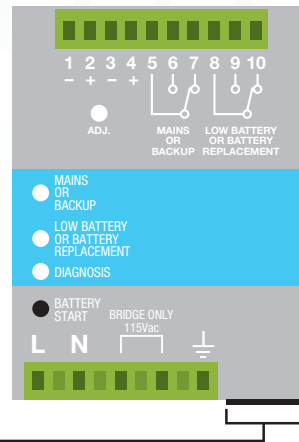 1 2 3 4 5 6 7 8 9 10
− + − +
ADJ.
MAINS
OR
BACKUP
LOW BATTERY
OR BATTERY
REPLACEMENT
MAINS
OR
BACKUP
LOW BATTERY
OR BATTERY
REPLACEMENT
DIAGNOSIS
BATTERY
START
BRIDGE ONLY
115Vac
L N